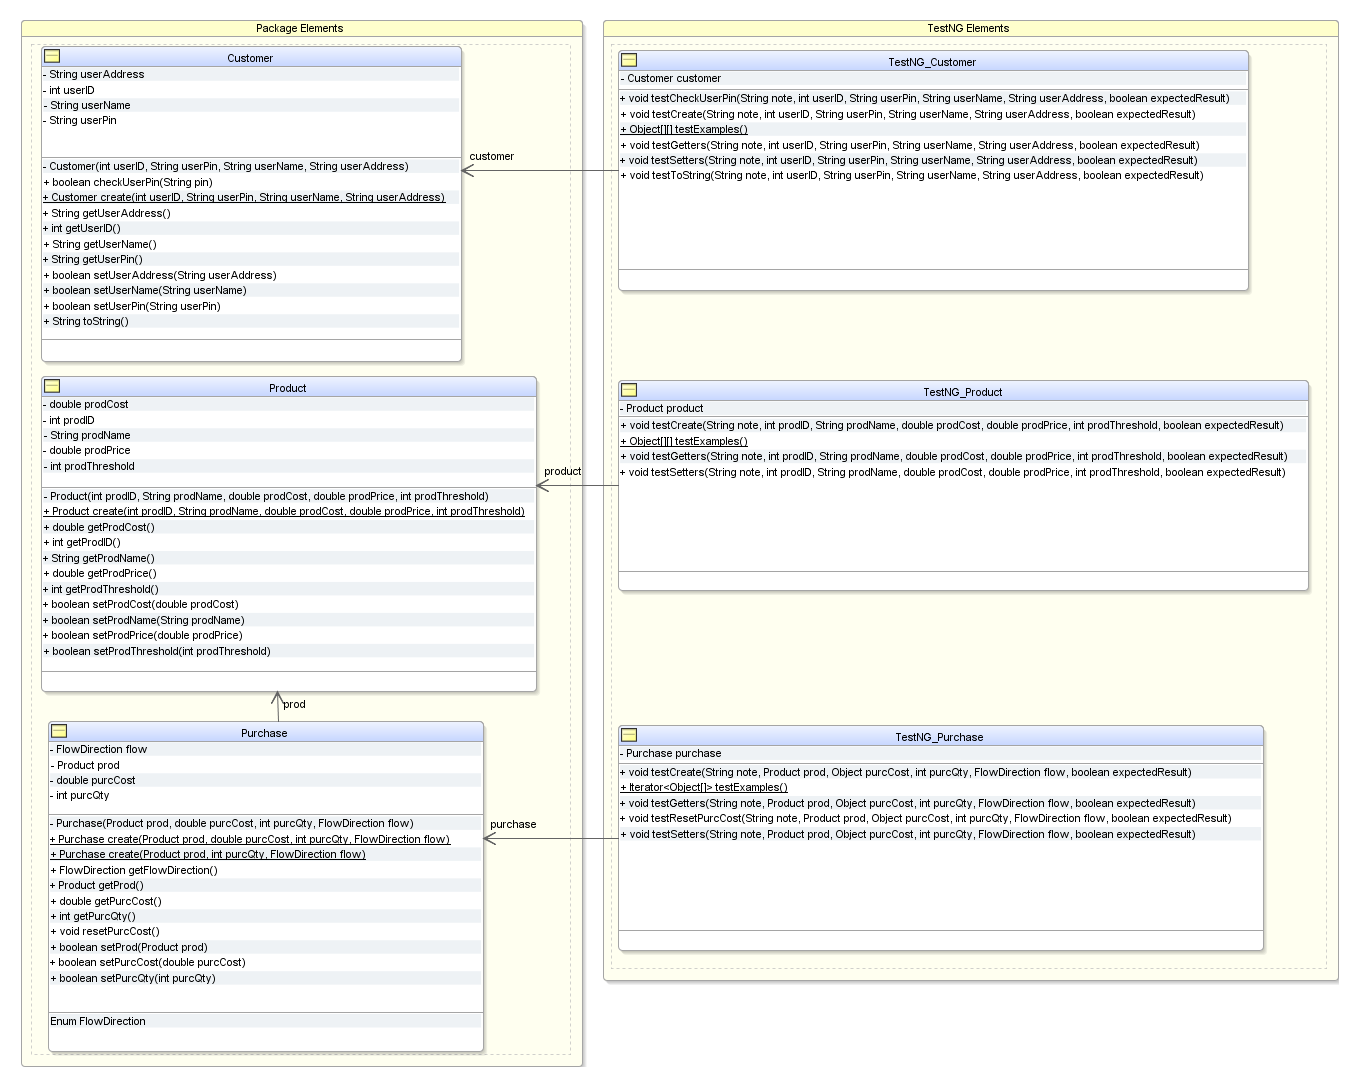 Package Elements
Customer
- String userAddress
- int userID
- String userName
- String userPin
- Customer(int userID, String userPin, String userName, String userAddress)
+ boolean checkUserPin(String pin)
+ Customer create(int userID, String userPin, String userName, String userAddress)
+ String getUserAddress()
+ int getUserID()
+ String getUserName()
+ String getUserPin()
+ boolean setUserAddress(String userAddress)
+ boolean setUserName(String userName)
+ boolean setUserPin(String userPin)
+ String toString()
customer
Product
- double prodCost
- int prodID
- String prodName
- double prodPrice
- int prodThreshold
- Product(int prodID, String prodName, double prodCost, double prodPrice, int prodThreshold)
+ Product create(int prodID, String prodName, double prodCost, double prodPrice, int prodThreshold)
+ double getProdCost()
+ int getProdID()
+ String getProdName()
+ double getProdPrice()
+ int getProdThreshold()
+ boolean setProdCost(double prodCost)
+ boolean setProdName(String prodName)
+ boolean setProdPrice(double prodPrice)
+ boolean setProdThreshold(int prodThreshold)
product
prod
Purchase
- FlowDirection flow
- Product prod
- double purcCost
- int purcQty
- Purchase(Product prod, double purcCost, int purcQty, FlowDirection flow)
+ Purchase create(Product prod, double purcCost, int purcQty, FlowDirection flow)
+ Purchase create(Product prod, int purcQty, FlowDirection flow)
+ FlowDirection getFlowDirection()
+ Product getProd()
+ double getPurcCost()
+ int getPurcQty()
+ void resetPurcCost()
+ boolean setProd(Product prod)
+ boolean setPurcCost(double purcCost)
+ boolean setPurcQty(int purcQty)
Enum FlowDirection
purchase
TestNG Elements
TestNG_Customer
- Customer customer
+ void testCheckUserPin(String note, int userID, String userPin, String userName, String userAddress, boolean expectedResult)
+ void testCreate(String note, int userID, String userPin, String userName, String userAddress, boolean expectedResult)
+ Object[][] testExamples()
+ void testGetters(String note, int userID, String userPin, String userName, String userAddress, boolean expectedResult)
+ void testSetters(String note, int userID, String userPin, String userName, String userAddress, boolean expectedResult)
+ void testToString(String note, int userID, String userPin, String userName, String userAddress, boolean expectedResult)
TestNG_Product
- Product product
+ void testCreate(String note, int prodID, String prodName, double prodCost, double prodPrice, int prodThreshold, boolean expectedResult)
+ Object[][] testExamples()
+ void testGetters(String note, int prodID, String prodName, double prodCost, double prodPrice, int prodThreshold, boolean expectedResult)
+ void testSetters(String note, int prodID, String prodName, double prodCost, double prodPrice, int prodThreshold, boolean expectedResult)
TestNG_Purchase
- Purchase purchase
+ void testCreate(String note, Product prod, Object purcCost, int purcQty, FlowDirection flow, boolean expectedResult)
+ Iterator<Object[]> testExamples()
+ void testGetters(String note, Product prod, Object purcCost, int purcQty, FlowDirection flow, boolean expectedResult)
+ void testResetPurcCost(String note, Product prod, Object purcCost, int purcQty, FlowDirection flow, boolean expectedResult)
+ void testSetters(String note, Product prod, Object purcCost, int purcQty, FlowDirection flow, boolean expectedResult)